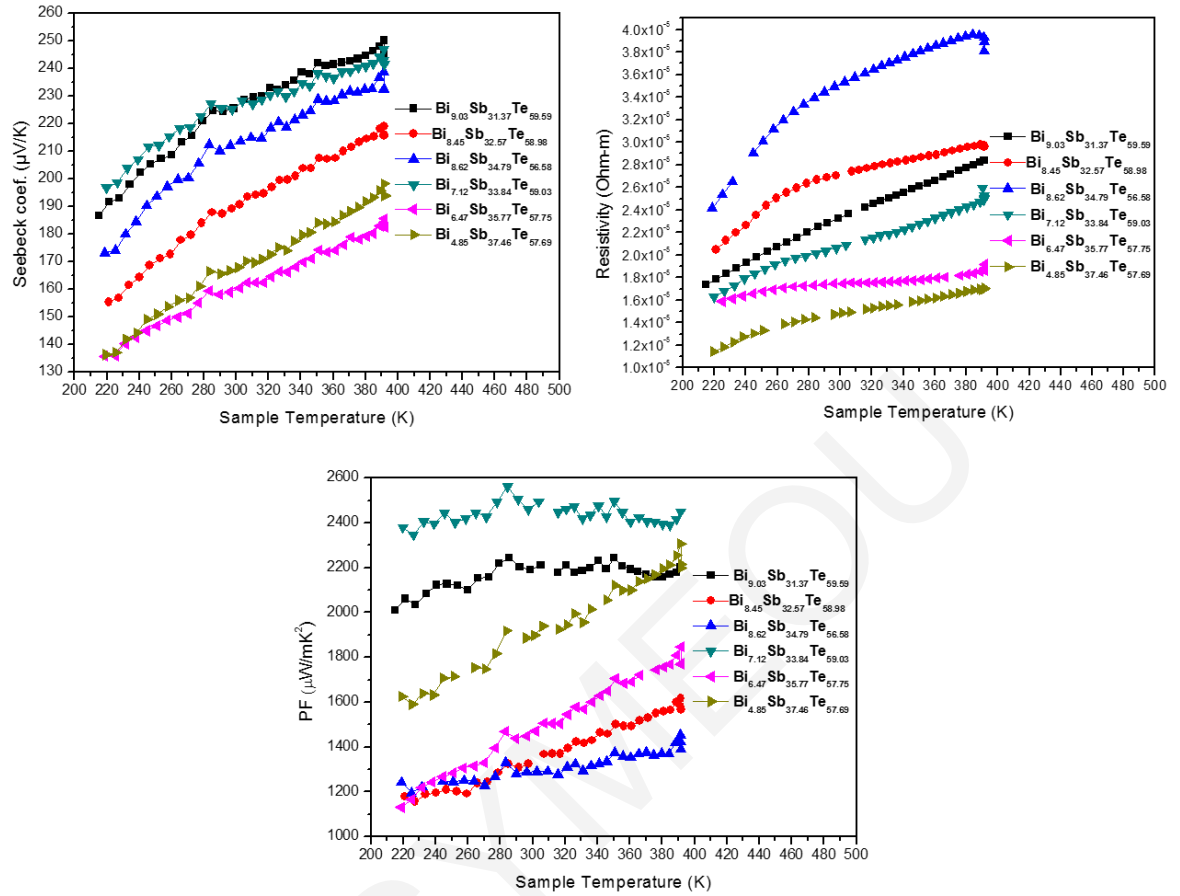 260
250
240
230
220
210
200
190
180
170
160
150
140
130
Seebeck coef. (µV/K)
200 220 240 260 280 300 320 340 360 380 400 420 440 460 480 500
Sample Temperature (K)
Bi9.03Sb31.37Te59.59
Bi8.45Sb32.57Te58.98
Bi8.62Sb34.79Te56.58
Bi7.12Sb33.84Te59.03
Bi6.47Sb35.77Te57.75
Bi4.85Sb37.46Te57.69
4.0x10⁻⁵
3.8x10⁻⁵
3.6x10⁻⁵
3.4x10⁻⁵
3.2x10⁻⁵
3.0x10⁻⁵
2.8x10⁻⁵
2.6x10⁻⁵
2.4x10⁻⁵
2.2x10⁻⁵
2.0x10⁻⁵
1.8x10⁻⁵
1.6x10⁻⁵
1.4x10⁻⁵
1.2x10⁻⁵
1.0x10⁻⁵
Resistivity (Ohm-m)
200 220 240 260 280 300 320 340 360 380 400 420 440 460 480 500
Sample Temperature (K)
Bi9.03Sb31.37Te59.59
Bi8.45Sb32.57Te58.98
Bi8.62Sb34.79Te56.58
Bi7.12Sb33.84Te59.03
Bi6.47Sb35.77Te57.75
Bi4.85Sb37.46Te57.69
2600
2400
2200
2000
1800
1600
1400
1200
1000
PF (µW/mK²)
200 220 240 260 280 300 320 340 360 380 400 420 440 460 480 500
Sample Temperature (K)
Bi9.03Sb31.37Te59.59
Bi8.45Sb32.57Te58.98
Bi8.62Sb34.79Te56.58
Bi7.12Sb33.84Te59.03
Bi6.47Sb35.77Te57.75
Bi4.85Sb37.46Te57.69
SYMEOU